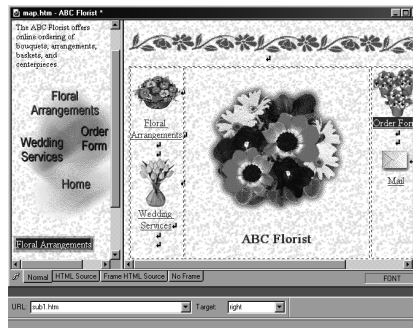 map.htm - ABC Florist *
The ABC Florist offers
online ordering of
bouquets, arrangements,
baskets, and
centerpieces
Floral
Arrangements
Wedding
Services
Order
Form
Home
Floral Arrangements
Floral
Arrangements
Wedding
Services
ABC Florist
Order Form
Mail
Normal
HTML Source
Frame HTML Source
No Frame
FONT
URL:
sub1.htm
Target:
right